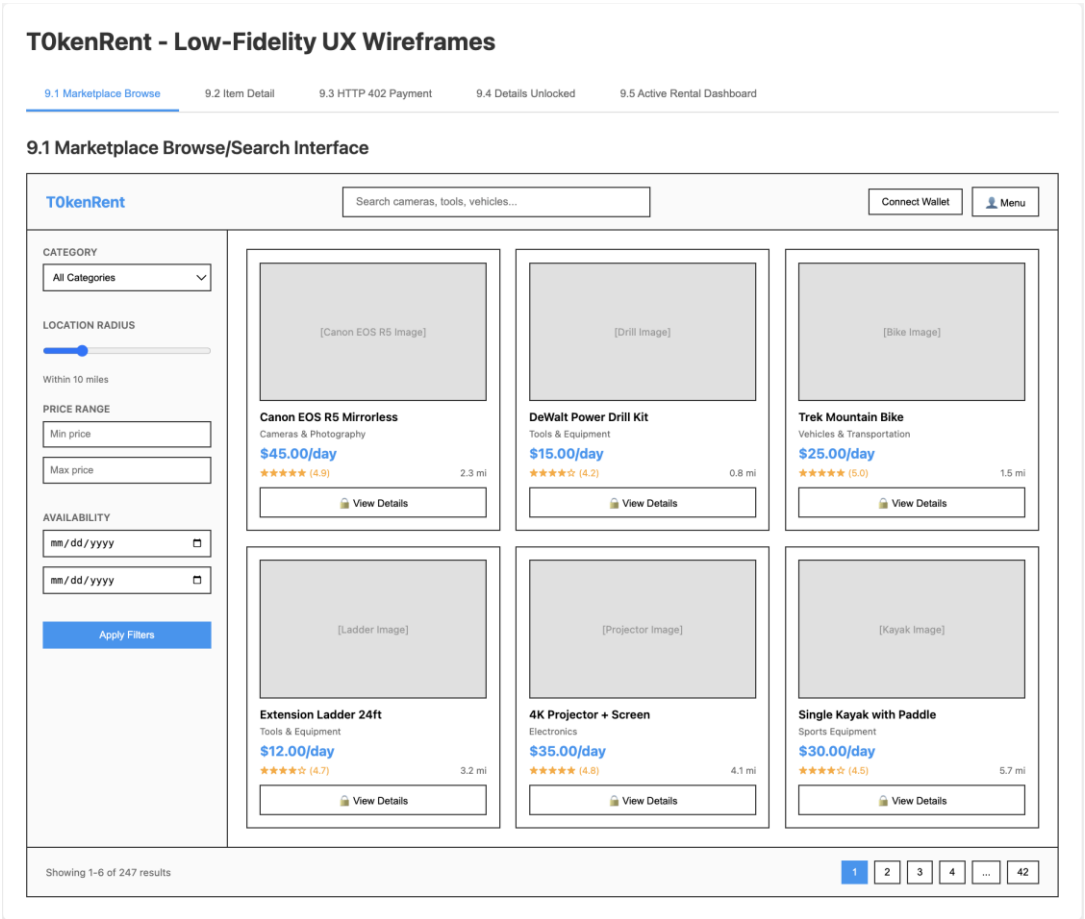 T0kenRent - Low-Fidelity UX Wireframes
9.1 Marketplace Browse
9.2 Item Detail
9.3 HTTP 402 Payment
9.4 Details Unlocked
9.5 Active Rental Dashboard
9.1 Marketplace Browse/Search Interface
T0kenRent
Search cameras, tools, vehicles...
Connect Wallet
👤 Menu
CATEGORY
All Categories
LOCATION RADIUS
Within 10 miles
PRICE RANGE
Min price
Max price
AVAILABILITY
mm/dd/yyyy
mm/dd/yyyy
Apply Filters
[Canon EOS R5 Image]
Canon EOS R5 Mirrorless
Cameras & Photography
$45.00/day
★★★★★ (4.9)
2.3 mi
🔒 View Details
[Drill Image]
DeWalt Power Drill Kit
Tools & Equipment
$15.00/day
★★★★☆ (4.2)
0.8 mi
🔒 View Details
[Bike Image]
Trek Mountain Bike
Vehicles & Transportation
$25.00/day
★★★★★ (5.0)
1.5 mi
🔒 View Details
[Ladder Image]
Extension Ladder 24ft
Tools & Equipment
$12.00/day
★★★★☆ (4.7)
3.2 mi
🔒 View Details
[Projector Image]
4K Projector + Screen
Electronics
$35.00/day
★★★★★ (4.8)
4.1 mi
🔒 View Details
[Kayak Image]
Single Kayak with Paddle
Sports Equipment
$30.00/day
★★★★☆ (4.5)
5.7 mi
🔒 View Details
Showing 1-6 of 247 results
1
2
3
4
...
42